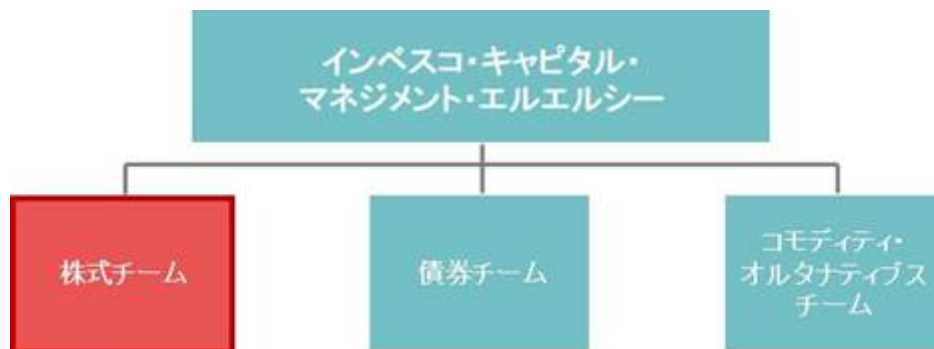 インベスコ・キャピタル・
マネジメント・エルエルシー
株式チーム
債券チーム
コモディティ・
オルタナティブス
チーム